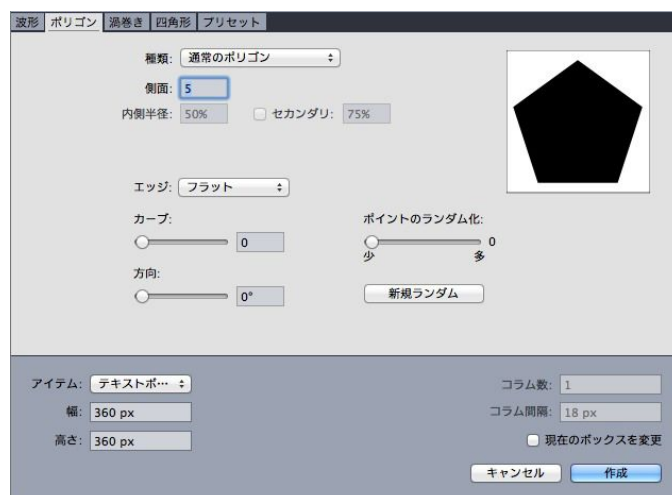 波形 ポリゴン 渦巻き 四角形 プリセット
種類: 通常のポリゴン
側面: 5
内側半径: 50% セカンダリ: 75%
エッジ: フラット
カーブ: ポイントのランダム化:
0 0
少 多
方向:
0° 新規ランダム
アイテム: テキストボ… コラム数: 1
幅: 360 px コラム間隔: 18 px
高さ: 360 px 現在のボックスを変更
キャンセル 作成